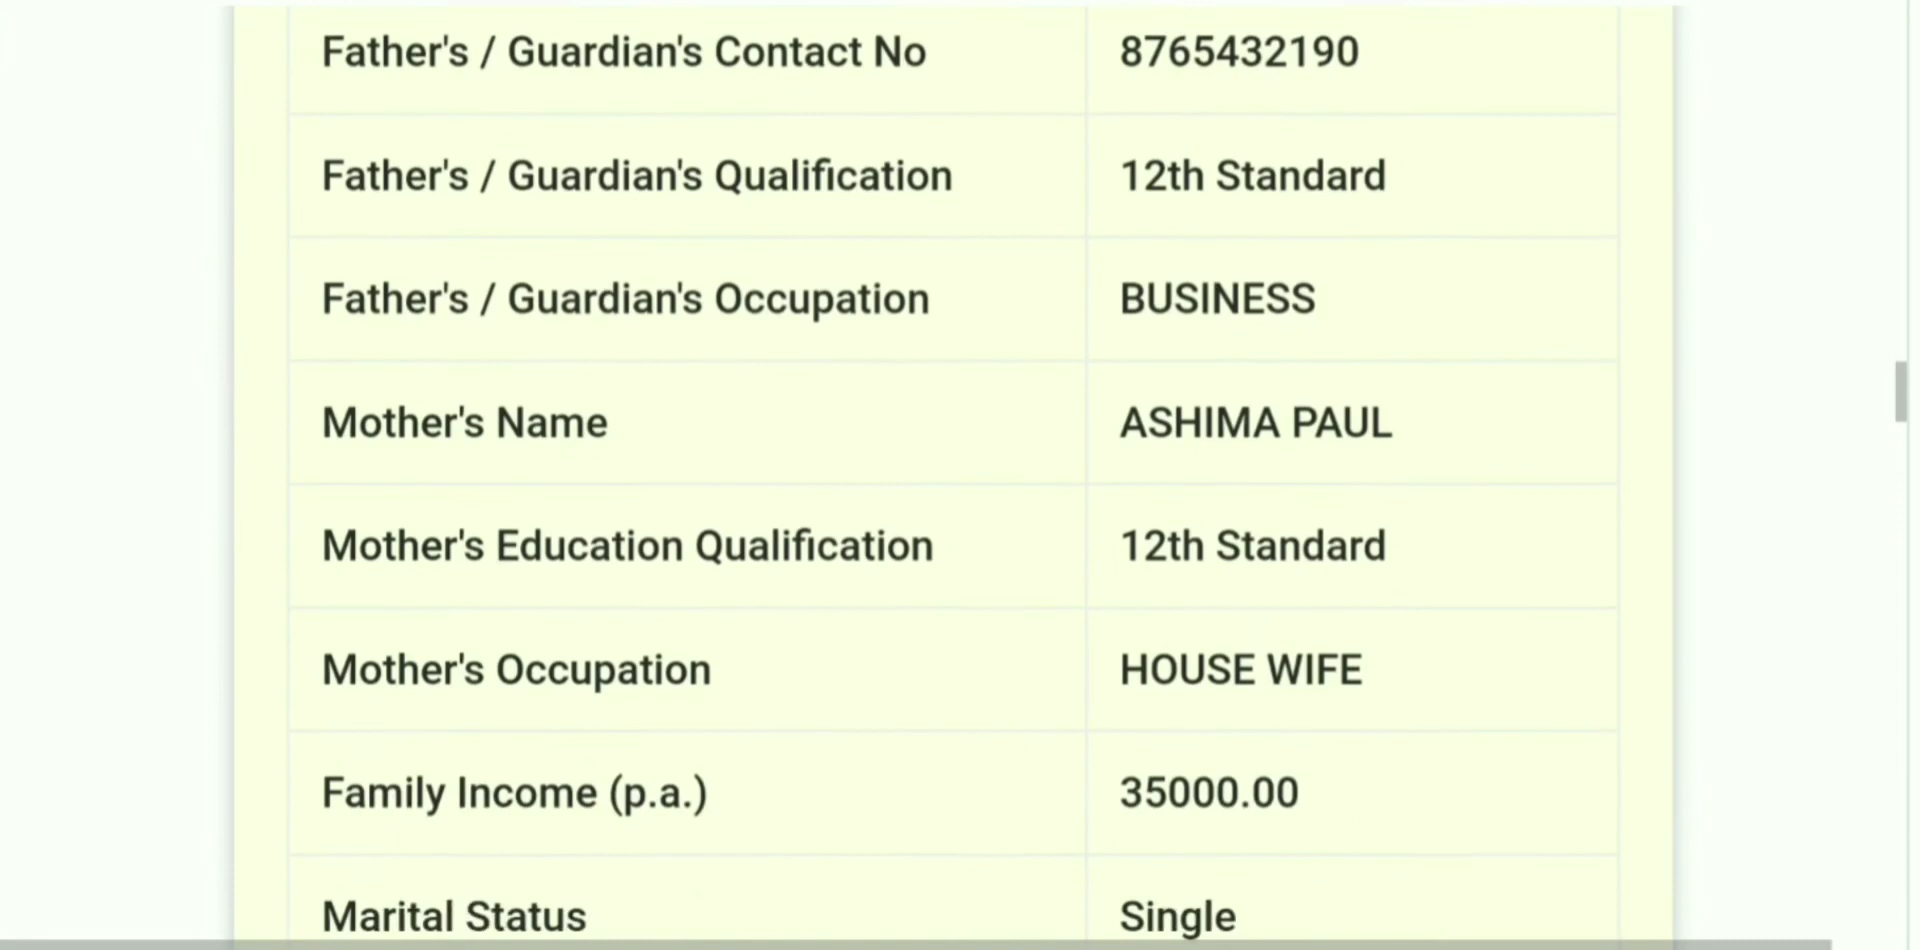 Father's / Guardian's Contact No 8765432190
Father's / Guardian's Qualification 12th Standard
Father's / Guardian's Occupation BUSINESS
Mother's Name ASHIMA PAUL
Mother's Education Qualification 12th Standard
Mother's Occupation HOUSE WIFE
Family Income (p.a.) 35000.00
Marital Status Single